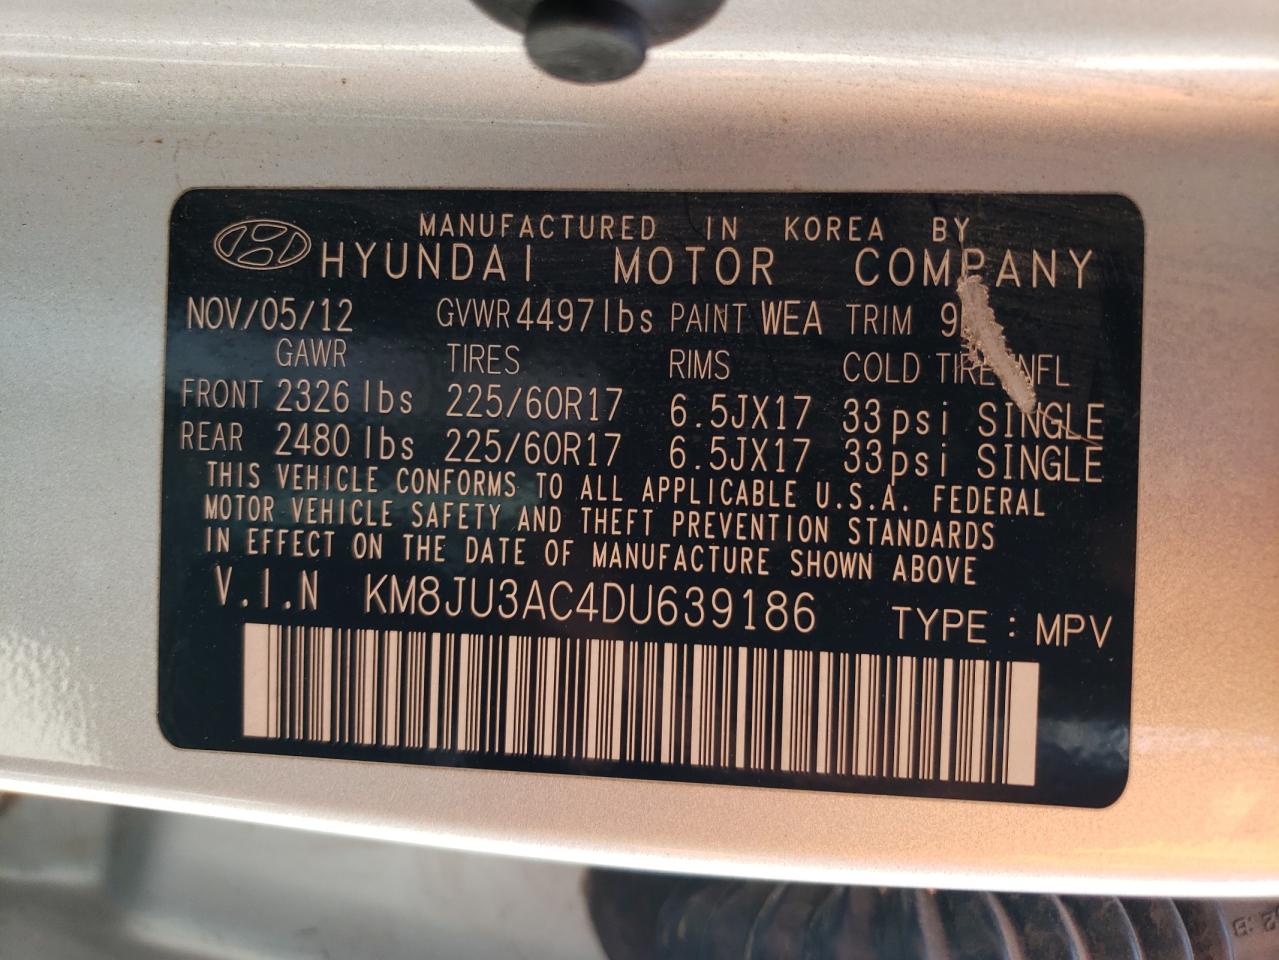 MANUFACTURED IN KOREA BY
HYUNDAI MOTOR COMPANY
NOV/05/12 GVWR 4497 lbs PAINT WEA TRIM
GAWR TIRES RIMS COLD TIRE INFL
FRONT 2326 lbs 225/60R17 6.5JX17 33psi SINGLE
REAR 2480 lbs 225/60R17 6.5JX17 33psi SINGLE
THIS VEHICLE CONFORMS TO ALL APPLICABLE U.S.A. FEDERAL
MOTOR VEHICLE SAFETY AND THEFT PREVENTION STANDARDS
IN EFFECT ON THE DATE OF MANUFACTURE SHOWN ABOVE
V.I.N KM8JU3AC4DU639186 TYPE : MPV